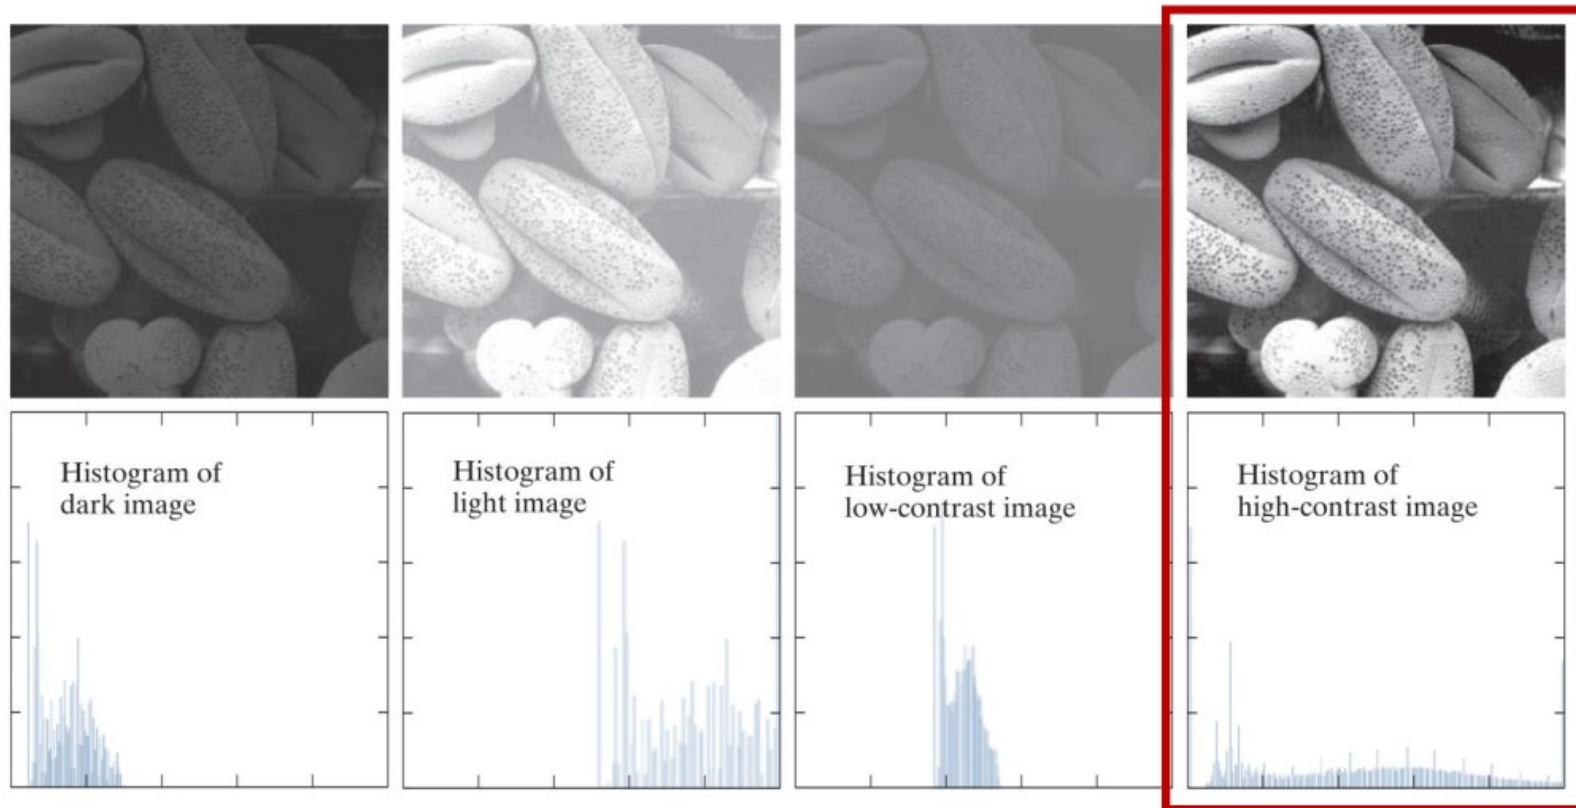 Histogram of
dark image
Histogram of
light image
Histogram of
low-contrast image
Histogram of
high-contrast image